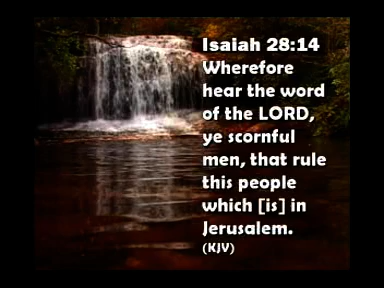 Isaiah 28:14
Wherefore
hear the word
of the LORD,
ye scornful
men, that rule
this people
which [is] in
Jerusalem.
(KJV)